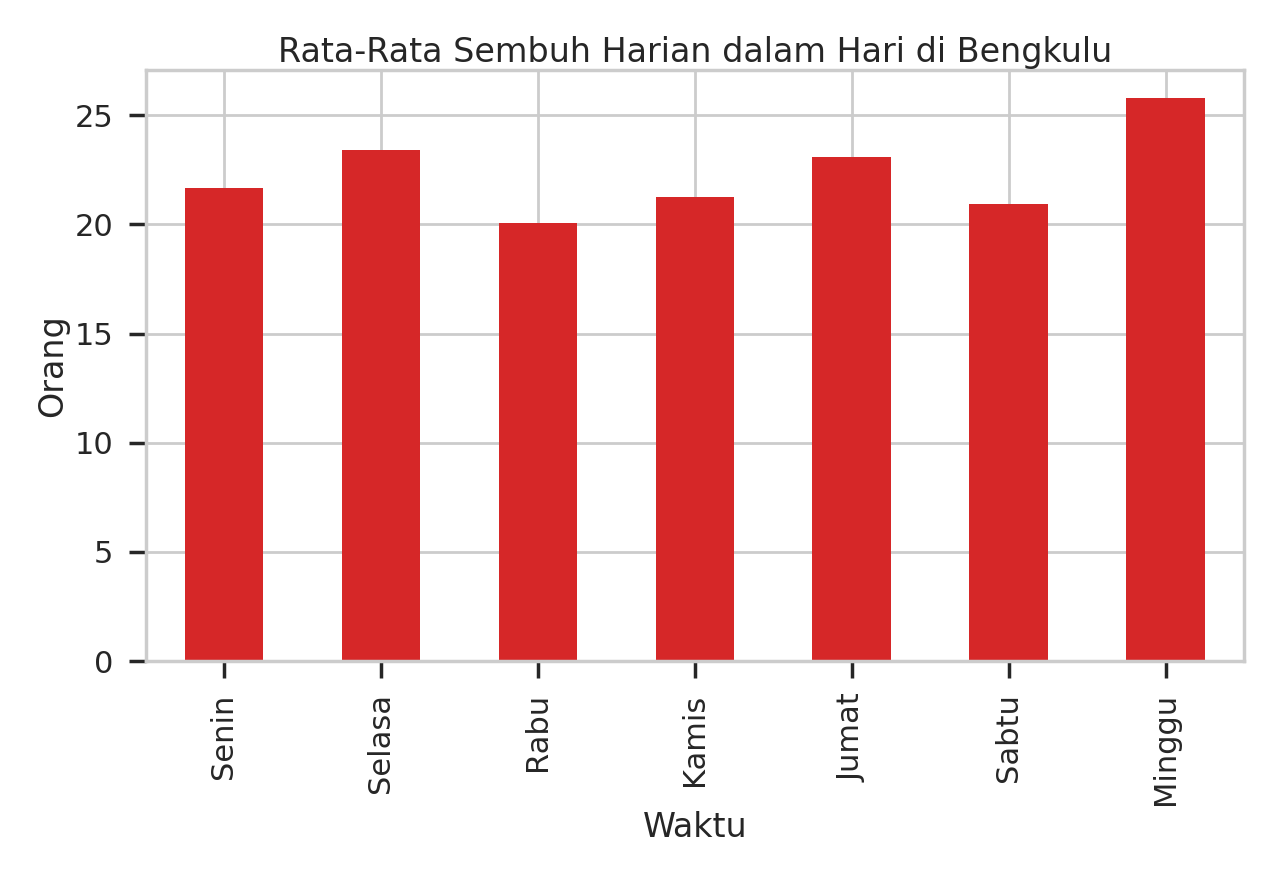 Rata-Rata Sembuh Harian dalam Hari di Bengkulu
Orang
25
20
15
10
5
0
Senin
Selasa
Rabu
Kamis
Jumat
Sabtu
Minggu
Waktu